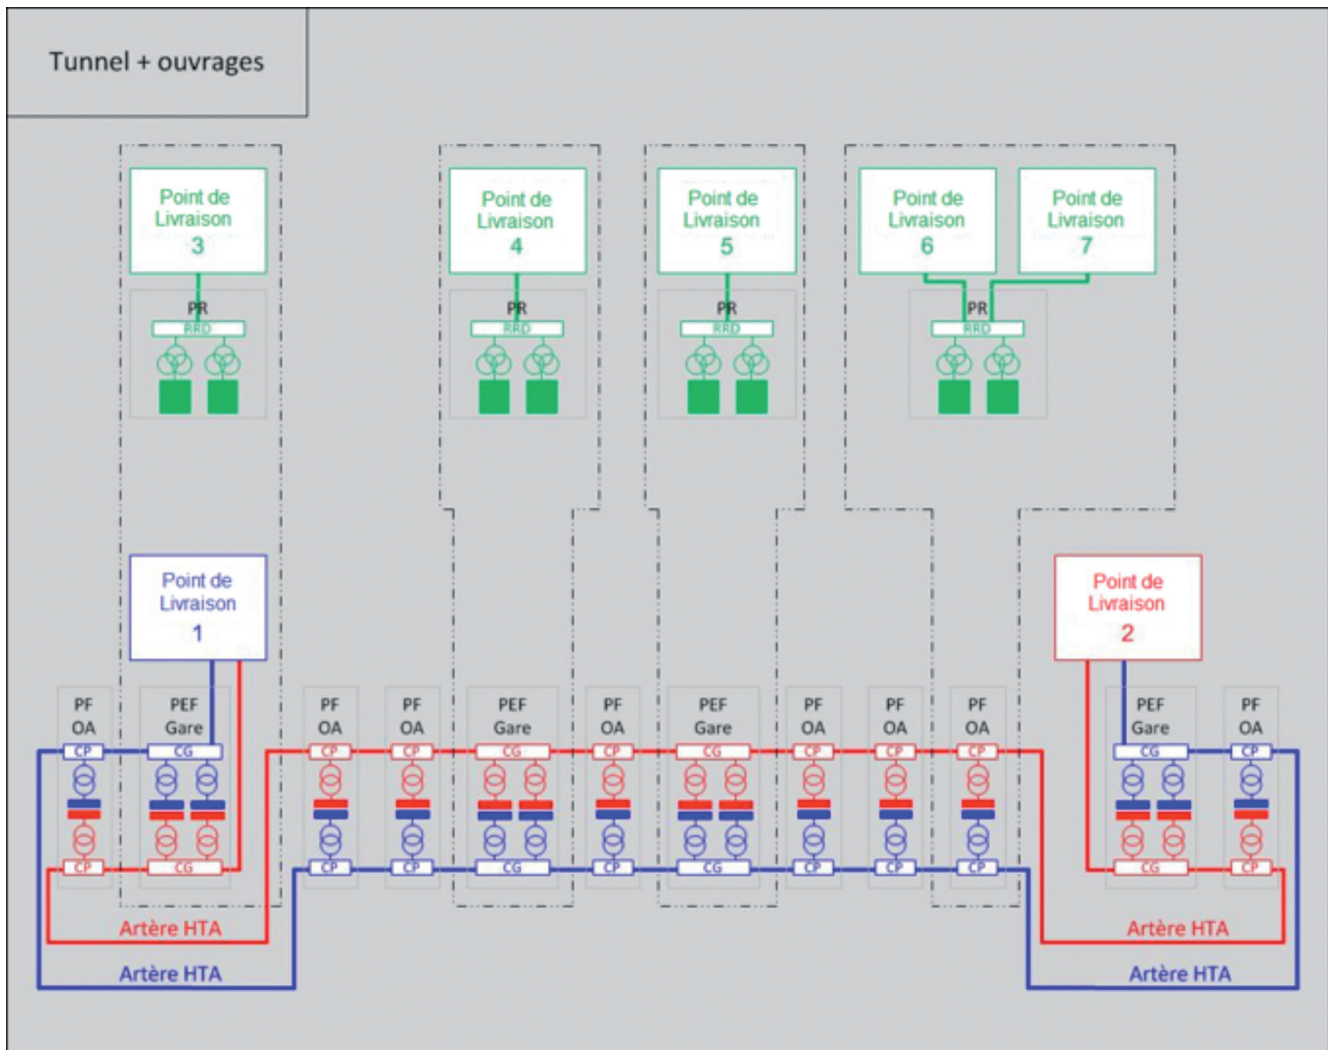 Tunnel + ouvrages
Point de
Livraison
3
Point de
Livraison
4
Point de
Livraison
5
Point de
Livraison
6
Point de
Livraison
7
PR
RRD
PR
RRD
PR
RRD
PR
RRD
Point de
Livraison
1
Point de
Livraison
2
PF
OA
PEF
Gare
PF
OA
PF
OA
PEF
Gare
PF
OA
PEF
Gare
PF
OA
PF
OA
PF
OA
PEF
Gare
PF
OA
CP
CG
CP
CP
CG
CP
CG
CP
CP
CP
CG
CP
CP
CG
CP
CP
CG
CP
CG
CP
CP
CP
CG
CP
Artère HTA
Artère HTA
Artère HTA
Artère HTA